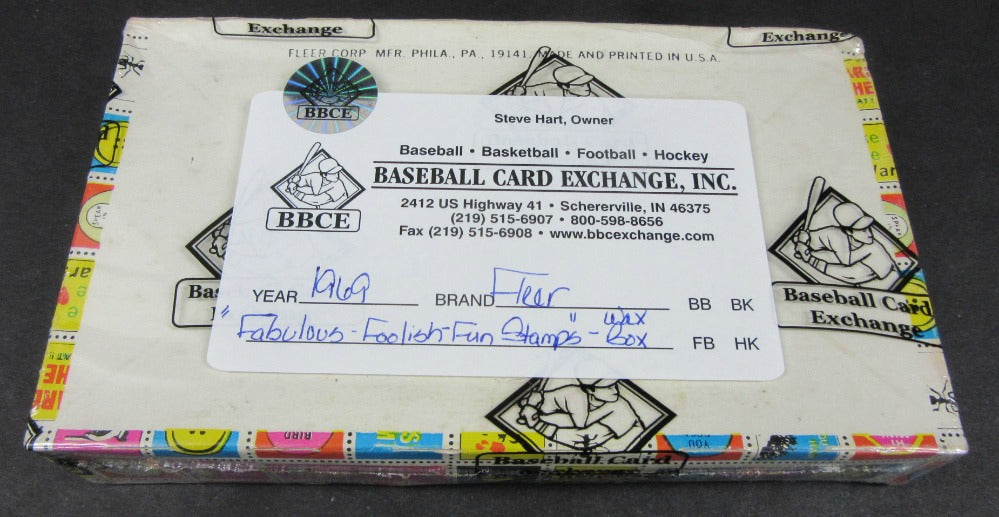 Exchange
Exchange
FLEER CORP. MFR. PHILA., PA., 19141, MADE AND PRINTED IN U.S.A.
BBCE
Steve Hart, Owner
Baseball • Basketball • Football • Hockey
BASEBALL CARD EXCHANGE, INC.
BBCE
2412 US Highway 41 • Schererville, IN 46375
(219) 515-6907 • 800-598-8656
Fax (219) 515-6908 • www.bbcexchange.com
YEAR 1969 BRAND Fleer BB BK
"Fabulous-Foolish-Fun Stamps" - Wax Box FB HK
Ba
Baseball Card
Exchange
BIRD
YOU
Baseball Card